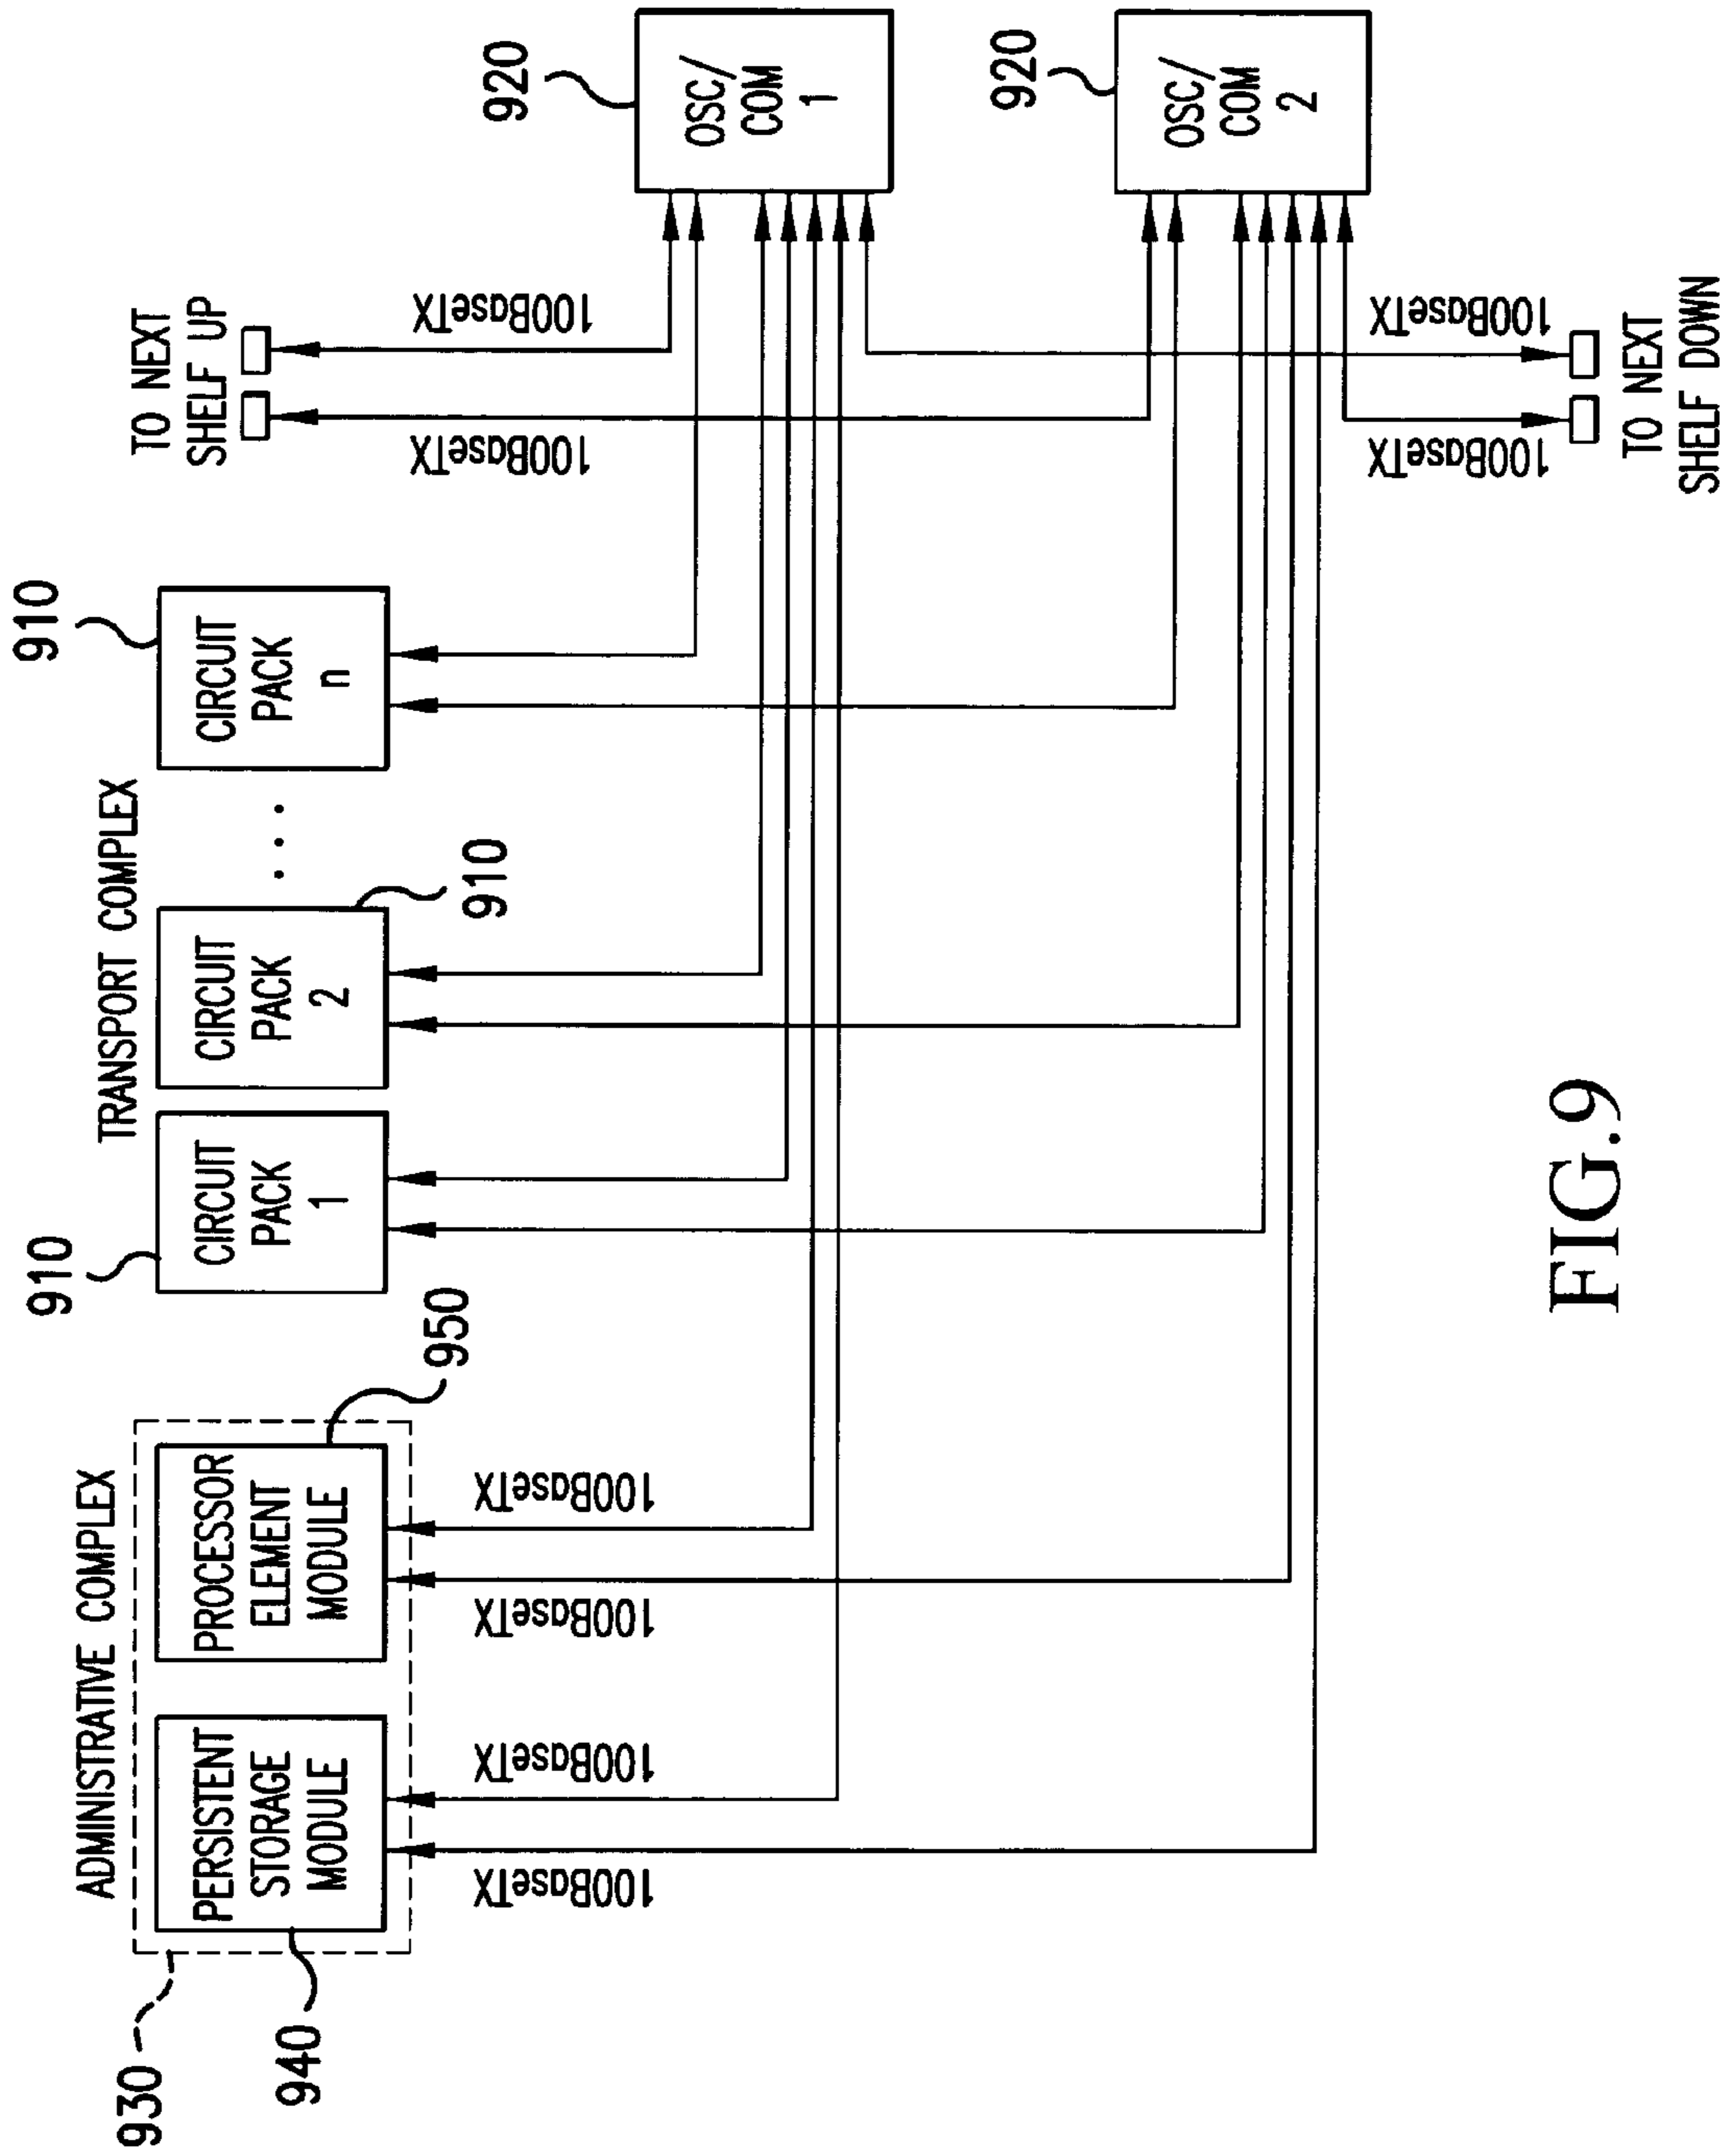 930
ADMINISTRATIVE COMPLEX
940
PERSISTENT
STORAGE
MODULE
PROCESSOR
ELEMENT
MODULE
950
100BaseTX
100BaseTX
100BaseTX
100BaseTX
TRANSPORT COMPLEX
910
CIRCUIT
PACK
1
CIRCUIT
PACK
2
910
. . .
910
CIRCUIT
PACK
n
TO NEXT
SHELF UP
100BaseTX
100BaseTX
920
OSC/
COM
1
920
OSC/
COM
2
100BaseTX
100BaseTX
TO NEXT
SHELF DOWN
FIG.9